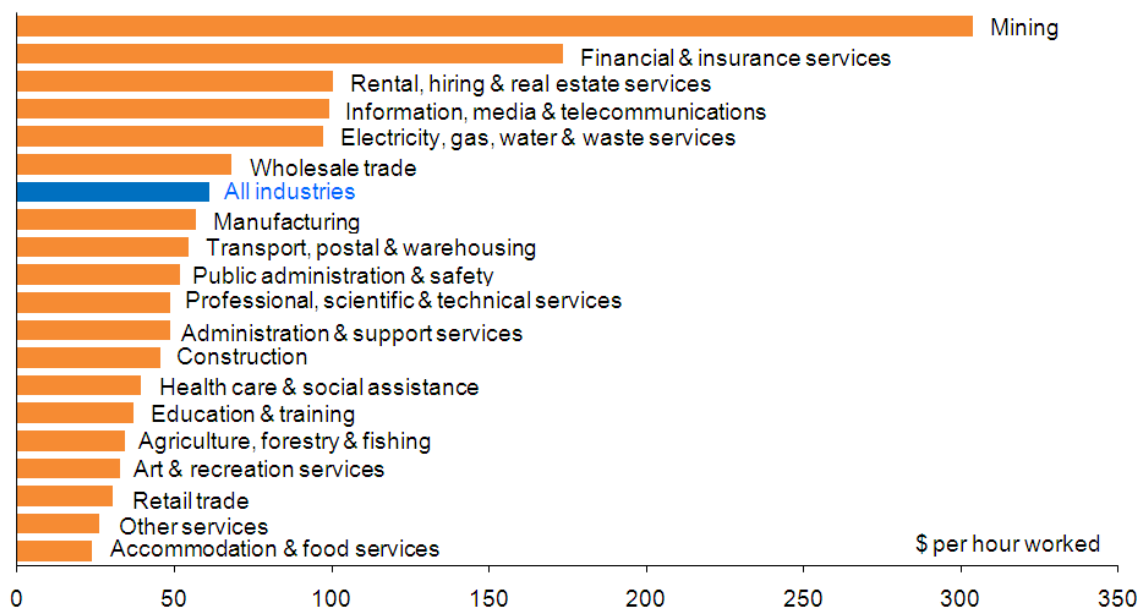 Mining
Financial & insurance services
Rental, hiring & real estate services
Information, media & telecommunications
Electricity, gas, water & waste services
Wholesale trade
All industries
Manufacturing
Transport, postal & warehousing
Public administration & safety
Professional, scientific & technical services
Administration & support services
Construction
Health care & social assistance
Education & training
Agriculture, forestry & fishing
Art & recreation services
Retail trade
Other services
Accommodation & food services
$ per hour worked
0 50 100 150 200 250 300 350